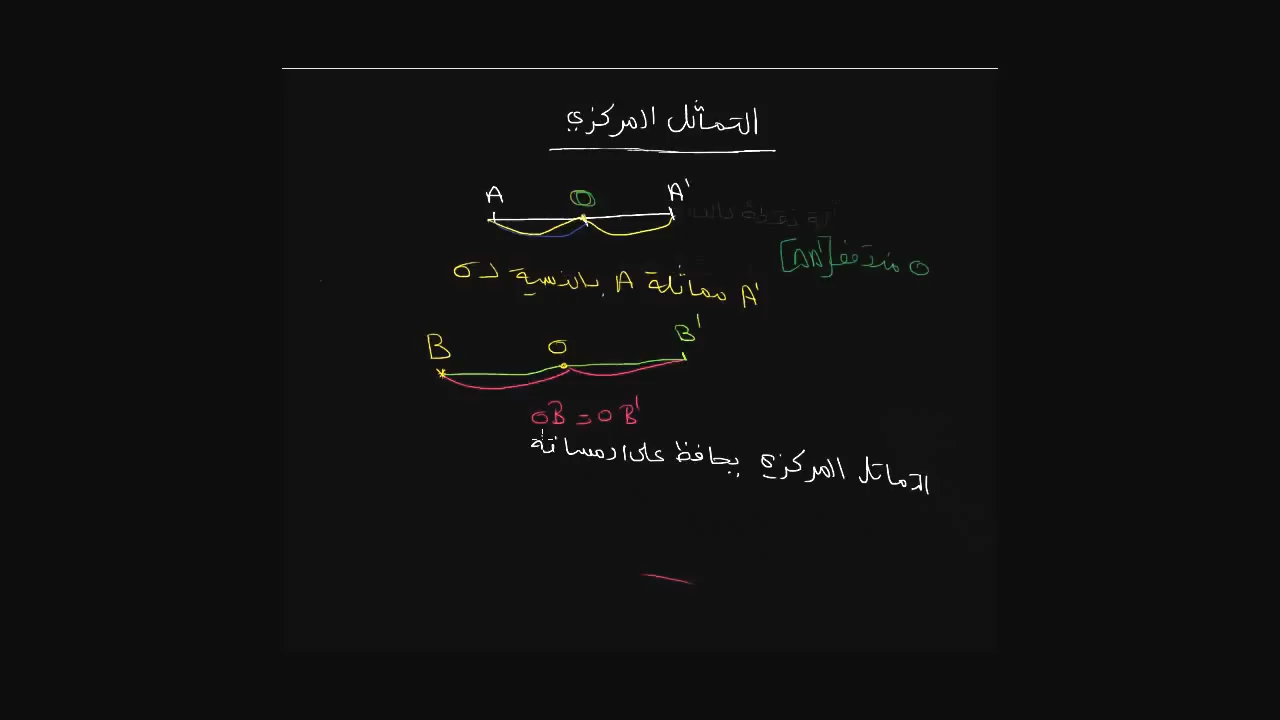 التماثل المركزي
A O A'
O منتصف [AA']
A' مماثلة A بالنسبة لـ O
B O B'
OB = OB'
التماثل المركزي يحافظ على المسافة